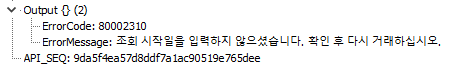 Output {} (2)
ErrorCode: 80002310
ErrorMessage: 조회 시작일을 입력하지 않으셨습니다. 확인 후 다시 거래하십시오.
API_SEQ: 9da5f4ea57d8ddf7a1ac90519e765dee